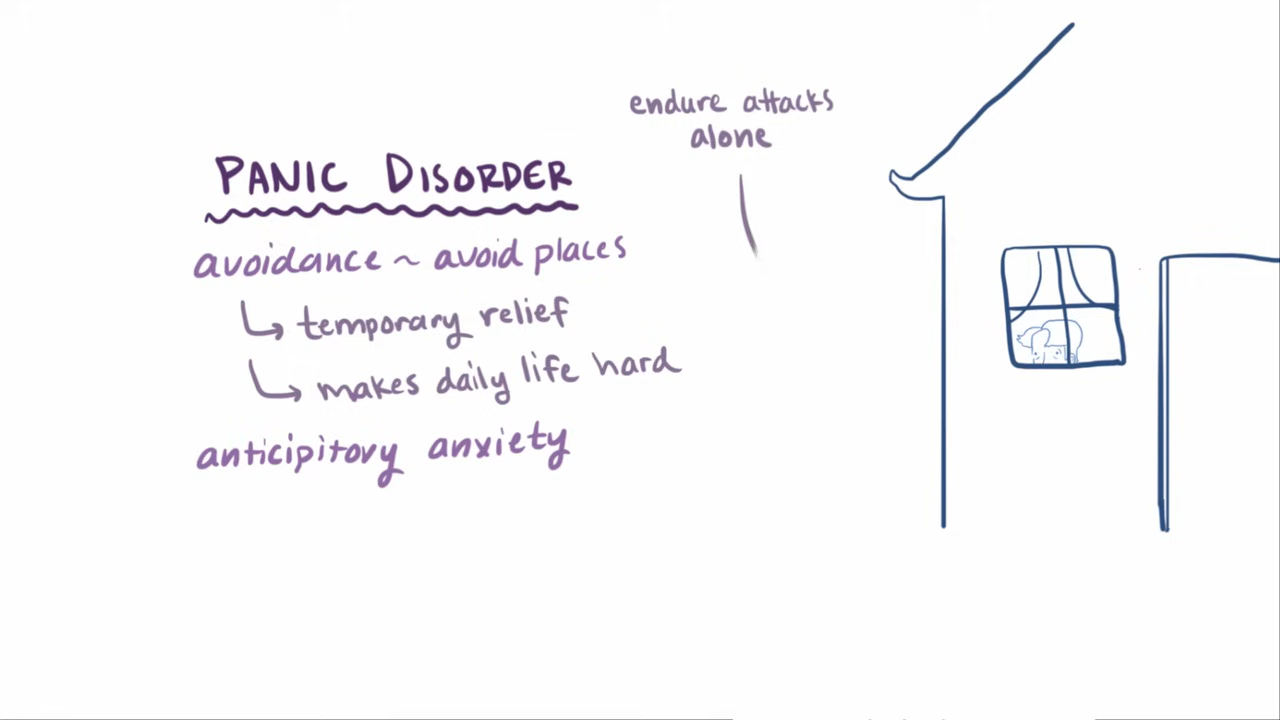 PANIC DISORDER
avoidance ~ avoid places
↳ temporary relief
↳ makes daily life hard
anticipitory anxiety
endure attacks
alone